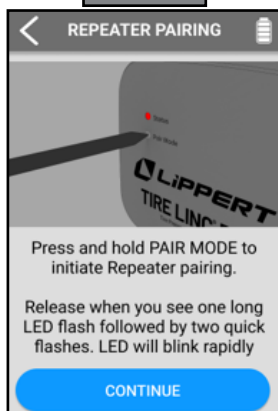 REPEATER PAIRING
Status
Pair Mode
LiPPERT
TIRE LINC
Press and hold PAIR MODE to
initiate Repeater pairing.
Release when you see one long
LED flash followed by two quick
flashes. LED will blink rapidly
CONTINUE